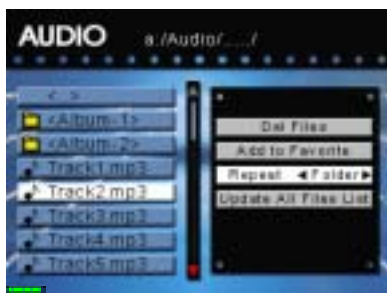 AUDIO a:/Audio/...../
< >
<Album-1>
<Album-2>
Track1.mp3
Track2.mp3
Track3.mp3
Track4.mp3
Track5.mp3
Del Files
Add to Favorite
Repeat ◀Folder▶
Update All Files List